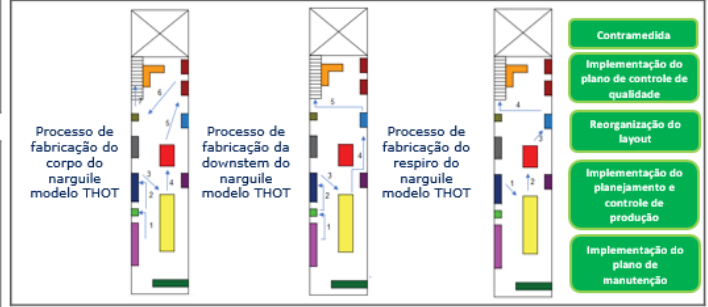 Processo de
fabricação do
corpo do
narguile
modelo THOT
7
6
5
3
4
2
1
Processo de
fabricação da
downstem do
narguile
modelo THOT
5
4
3
2
1
Processo de
fabricação do
respiro do
narguile
modelo THOT
4
3
1
2
Contramedida
Implementação do
plano de controle de
qualidade
Reorganização do
layout
Implementação do
planejamento e
controle de
produção
Implementação do
plano de
manutenção